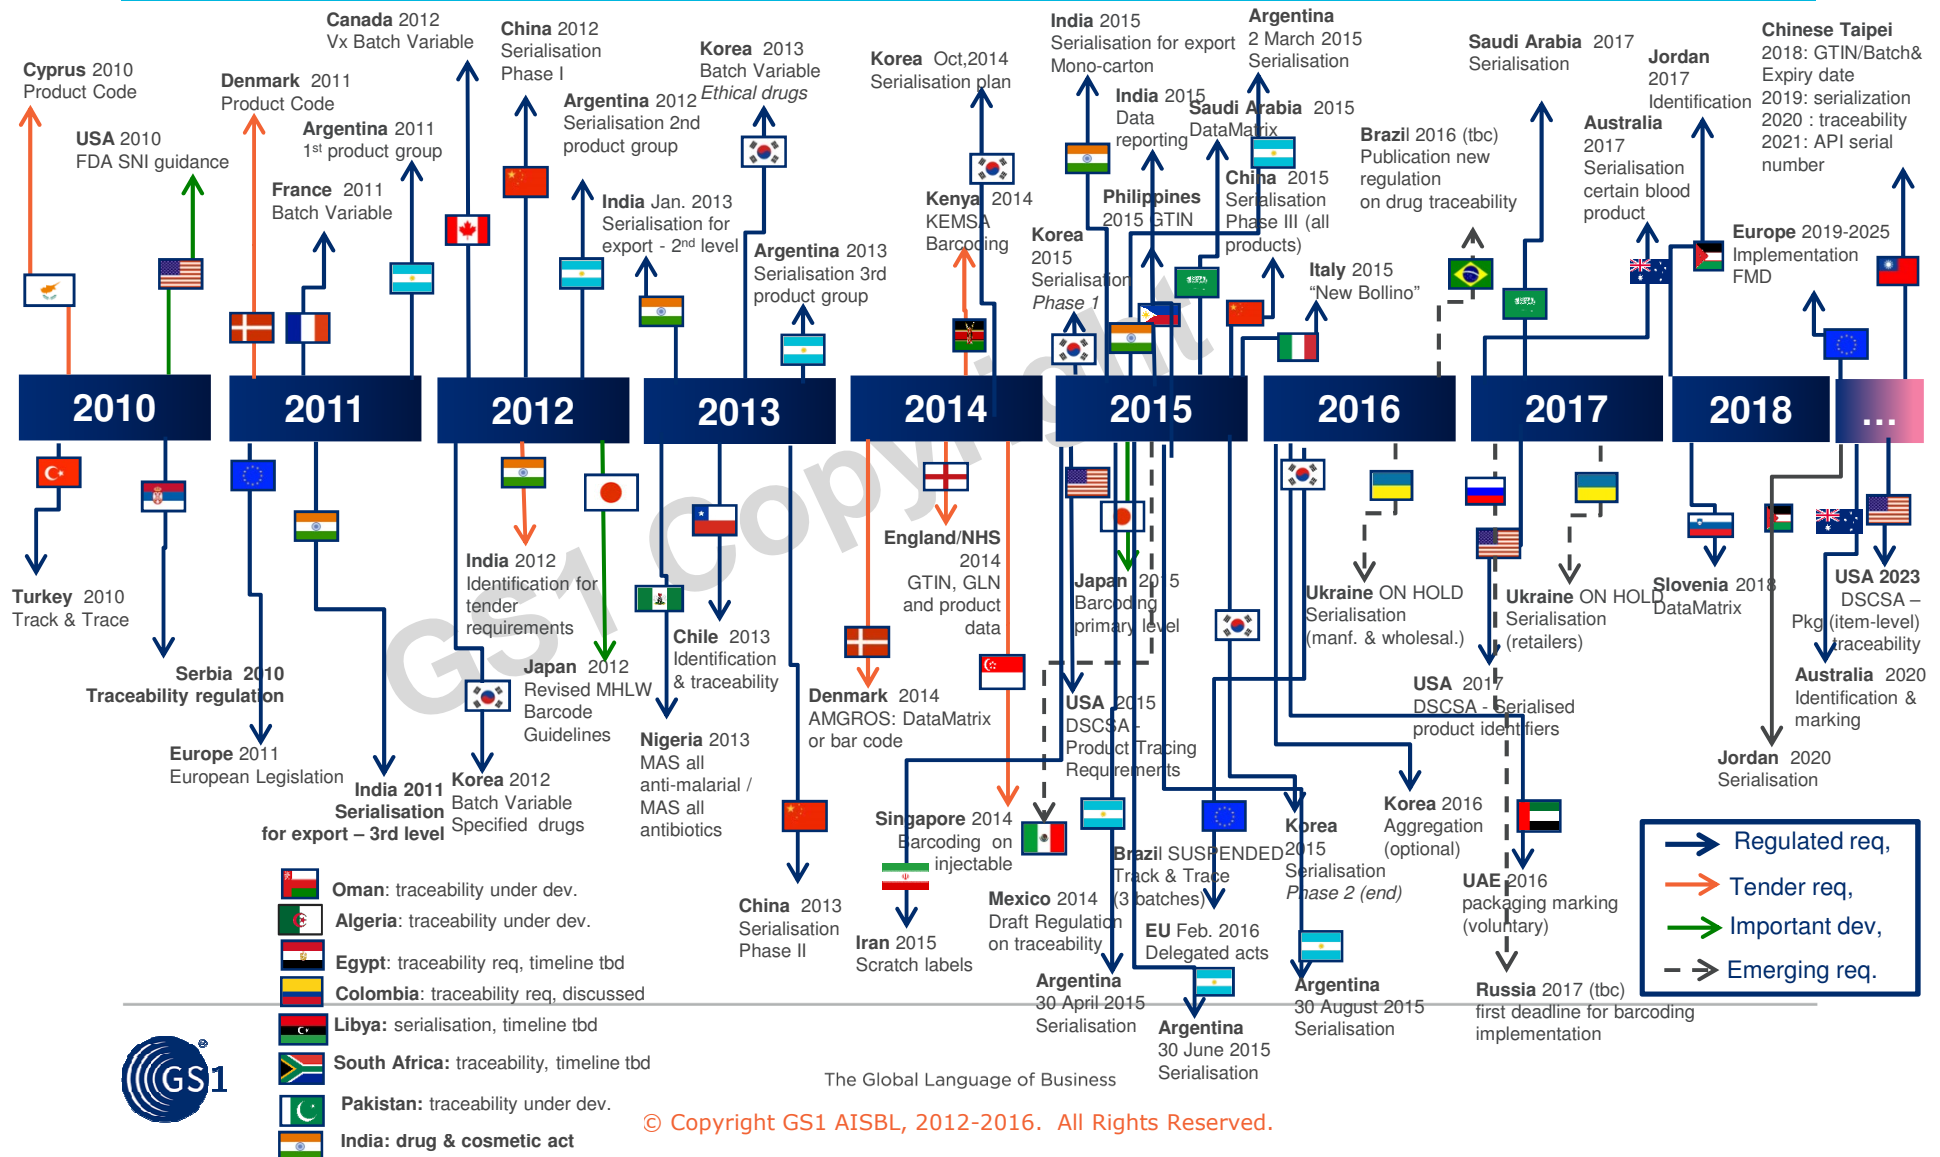 Cyprus 2010
Product Code
USA 2010
FDA SNI guidance
Denmark 2011
Product Code
Argentina 2011
1st product group
France 2011
Batch Variable
Canada 2012
Vx Batch Variable
China 2012
Serialisation
Phase I
Argentina 2012
Serialisation 2nd
product group
India Jan. 2013
Serialisation for
export - 2nd level
Korea 2013
Batch Variable
Ethical drugs
Argentina 2013
Serialisation 3rd
product group
Korea Oct,2014
Serialisation plan
Kenya 2014
KEMSA
Barcoding
India 2015
Serialisation for export
Mono-carton
India 2015
Data
reporting
Philippines
2015 GTIN
Korea
2015
Serialisation
Phase 1
Argentina
2 March 2015
Serialisation
Saudi Arabia 2015
DataMatrix
China 2015
Serialisation
Phase III (all
products)
Italy 2015
“New Bollino”
Brazil 2016 (tbc)
Publication new
regulation
on drug traceability
Saudi Arabia 2017
Serialisation
Australia
2017
Serialisation
certain blood
product
Jordan
2017
Identification
Chinese Taipei
2018: GTIN/Batch&
Expiry date
2019: serialization
2020 : traceability
2021: API serial
number
Europe 2019-2025
Implementation
FMD
2010
2011
2012
2013
2014
2015
2016
2017
2018
...
GS1 Copyright
Turkey 2010
Track & Trace
Serbia 2010
Traceability regulation
Europe 2011
European Legislation
India 2011
Serialisation
for export – 3rd level
India 2012
Identification for
tender
requirements
Korea 2012
Batch Variable
Specified drugs
Japan 2012
Revised MHLW
Barcode
Guidelines
Nigeria 2013
MAS all
anti-malarial /
MAS all
antibiotics
Chile 2013
Identification
& traceability
China 2013
Serialisation
Phase II
Denmark 2014
AMGROS: DataMatrix
or bar code
England/NHS
2014
GTIN, GLN
and product
data
Singapore 2014
Barcoding on
injectable
Iran 2015
Scratch labels
Mexico 2014
Draft Regulation
on traceability
Japan 2015
Barcoding
primary level
USA 2015
DSCSA -
Product Tracing
Requirements
Brazil SUSPENDED
Track & Trace
(3 batches)
EU Feb. 2016
Delegated acts
Argentina
30 April 2015
Serialisation
Argentina
30 June 2015
Serialisation
Argentina
30 August 2015
Serialisation
Korea
2015
Serialisation
Phase 2 (end)
Korea 2016
Aggregation
(optional)
Ukraine ON HOLD
Serialisation
(manf. & wholesal.)
Ukraine ON HOLD
Serialisation
(retailers)
USA 2017
DSCSA - Serialised
product identifiers
UAE 2016
packaging marking
(voluntary)
Russia 2017 (tbc)
first deadline for barcoding
implementation
Slovenia 2018
DataMatrix
Jordan 2020
Serialisation
USA 2023
DSCSA –
Pkg (item-level)
traceability
Australia 2020
Identification &
marking
Regulated req,
Tender req,
Important dev,
Emerging req.
Oman: traceability under dev.
Algeria: traceability under dev.
Egypt: traceability req, timeline tbd
Colombia: traceability req, discussed
Libya: serialisation, timeline tbd
South Africa: traceability, timeline tbd
Pakistan: traceability under dev.
India: drug & cosmetic act
GS1
®
The Global Language of Business
© Copyright GS1 AISBL, 2012-2016. All Rights Reserved.